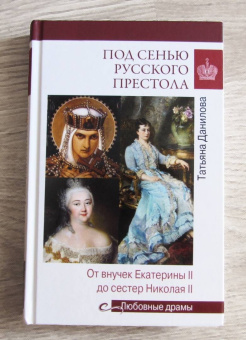 ПОД СЕНЬЮ
РУССКОГО
ПРЕСТОЛА
Татьяна Данилова
От внучек Екатерины II
до сестер Николая II
Любовные драмы